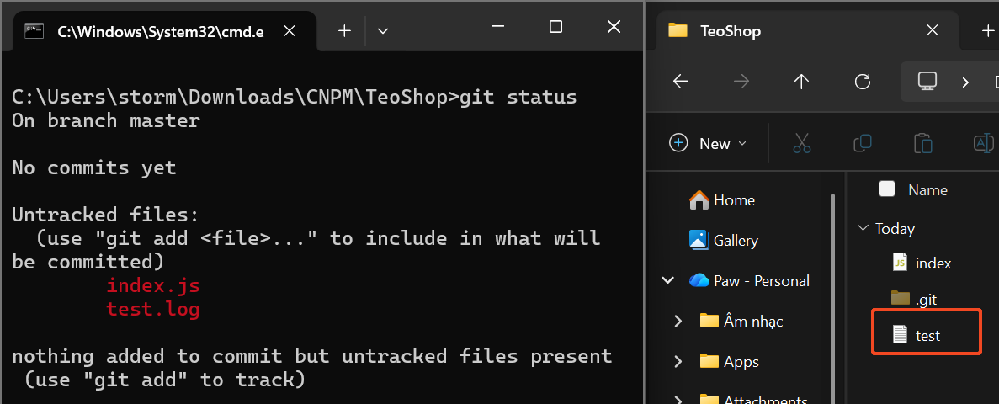 C:\Windows\System32\cmd.e
C:\Users\storm\Downloads\CNPM\TeoShop>git status
On branch master
No commits yet
Untracked files:
(use "git add <file>..." to include in what will
be committed)
index.js
test.log
nothing added to commit but untracked files present
(use "git add" to track)
TeoShop
New
Home
Gallery
Paw - Personal
Âm nhạc
Apps
Attachments
Name
Today
index
.git
test